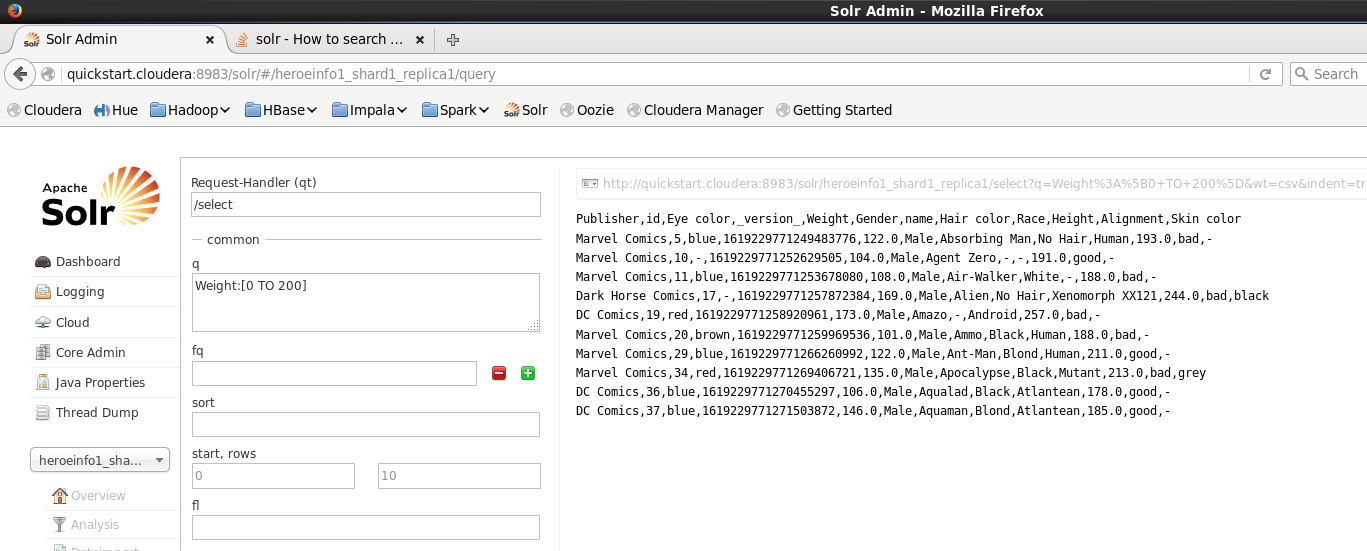 Solr Admin - Mozilla Firefox
Solr Admin
solr - How to search ...
quickstart.cloudera:8983/solr/#/heroeinfo1_shard1_replica1/query
Search
Cloudera Hue Hadoop HBase Impala Spark Solr Oozie Cloudera Manager Getting Started
Apache
Solr
Dashboard
Logging
Cloud
Core Admin
Java Properties
Thread Dump
heroeinfo1_sha...
Overview
Analysis
Dataimport
Request-Handler (qt)
/select
common
q
Weight:[0 TO 200]
fq
sort
start, rows
0
10
fl
http://quickstart.cloudera:8983/solr/heroeinfo1_shard1_replica1/select?q=Weight%3A%5B0+TO+200%5D&wt=csv&indent=tr
Publisher,id,Eye color,_version_,Weight,Gender,name,Hair color,Race,Height,Alignment,Skin color
Marvel Comics,5,blue,1619229771249483776,122.0,Male,Absorbing Man,No Hair,Human,193.0,bad,-
Marvel Comics,10,-,1619229771252629505,104.0,Male,Agent Zero,-,-,191.0,good,-
Marvel Comics,11,blue,1619229771253678080,108.0,Male,Air-Walker,White,-,188.0,bad,-
Dark Horse Comics,17,-,1619229771257872384,169.0,Male,Alien,No Hair,Xenomorph XX121,244.0,bad,black
DC Comics,19,red,1619229771258920961,173.0,Male,Amazo,-,Android,257.0,bad,-
Marvel Comics,20,brown,1619229771259969536,101.0,Male,Ammo,Black,Human,188.0,bad,-
Marvel Comics,29,blue,1619229771266260992,122.0,Male,Ant-Man,Blond,Human,211.0,good,-
Marvel Comics,34,red,1619229771269406721,135.0,Male,Apocalypse,Black,Mutant,213.0,bad,grey
DC Comics,36,blue,1619229771270455297,106.0,Male,Aqualad,Black,Atlantean,178.0,good,-
DC Comics,37,blue,1619229771271503872,146.0,Male,Aquaman,Blond,Atlantean,185.0,good,-